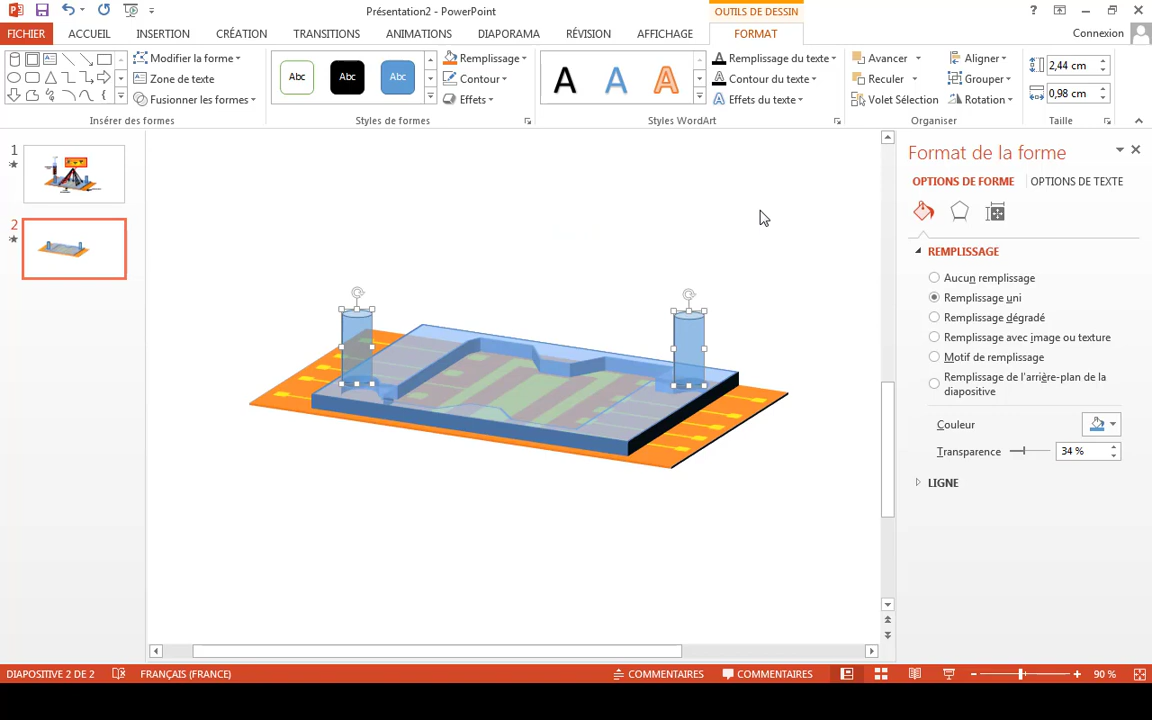 Présentation2 - PowerPoint
OUTILS DE DESSIN
?
FICHIER ACCUEIL INSERTION CRÉATION TRANSITIONS ANIMATIONS DIAPORAMA RÉVISION AFFICHAGE FORMAT Connexion
Modifier la forme Abc Abc Abc Remplissage A A A Remplissage du texte Avancer Aligner 2,44 cm
Zone de texte Contour Contour du texte Reculer Grouper 0,98 cm
Fusionner les formes Effets Effets du texte Volet Sélection Rotation
Insérer des formes Styles de formes Styles WordArt Organiser Taille
1
2
Format de la forme
OPTIONS DE FORME OPTIONS DE TEXTE
REMPLISSAGE
Aucun remplissage
Remplissage uni
Remplissage dégradé
Remplissage avec image ou texture
Motif de remplissage
Remplissage de l'arrière-plan de la
diapositive
Couleur
Transparence 34 %
LIGNE
DIAPOSITIVE 2 DE 2 FRANÇAIS (FRANCE) COMMENTAIRES COMMENTAIRES 90 %